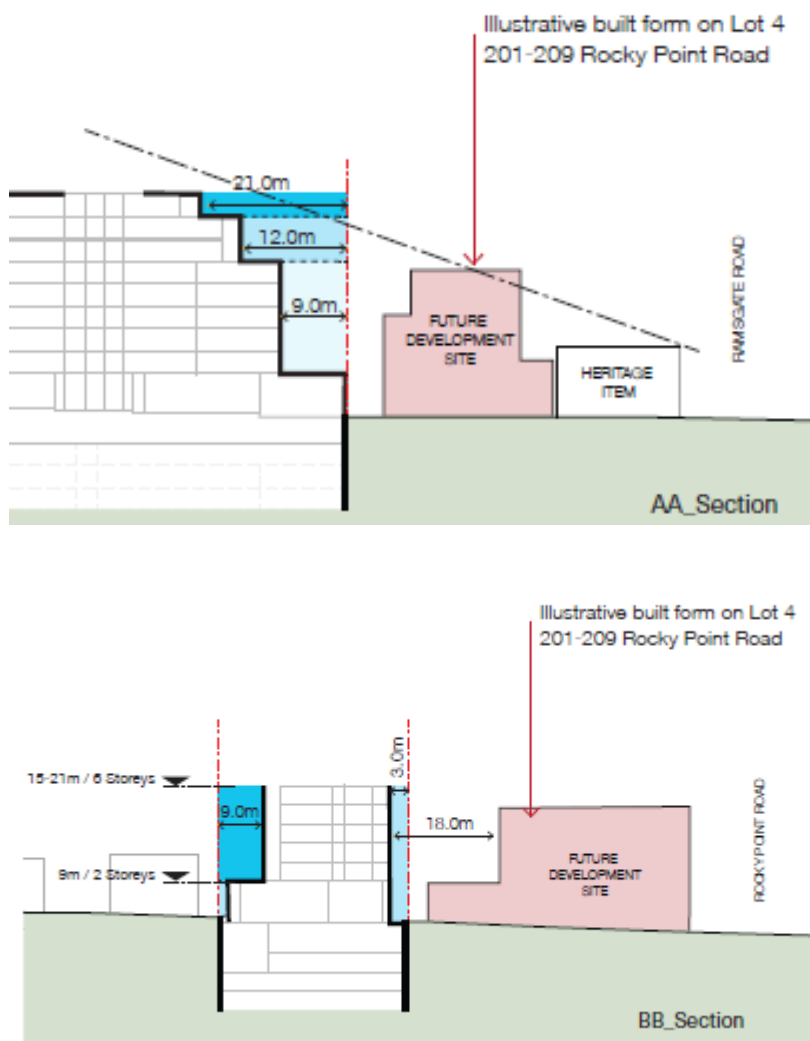 Illustrative built form on Lot 4
201-209 Rocky Point Road
21.0m
12.0m
9.0m
FUTURE
DEVELOPMENT
SITE
HERITAGE
ITEM
RAMSGATE ROAD
AA_Section
Illustrative built form on Lot 4
201-209 Rocky Point Road
15-21m / 6 Storeys
3.0m
9.0m
18.0m
9m / 2 Storeys
FUTURE
DEVELOPMENT
SITE
ROCKY POINT ROAD
BB_Section